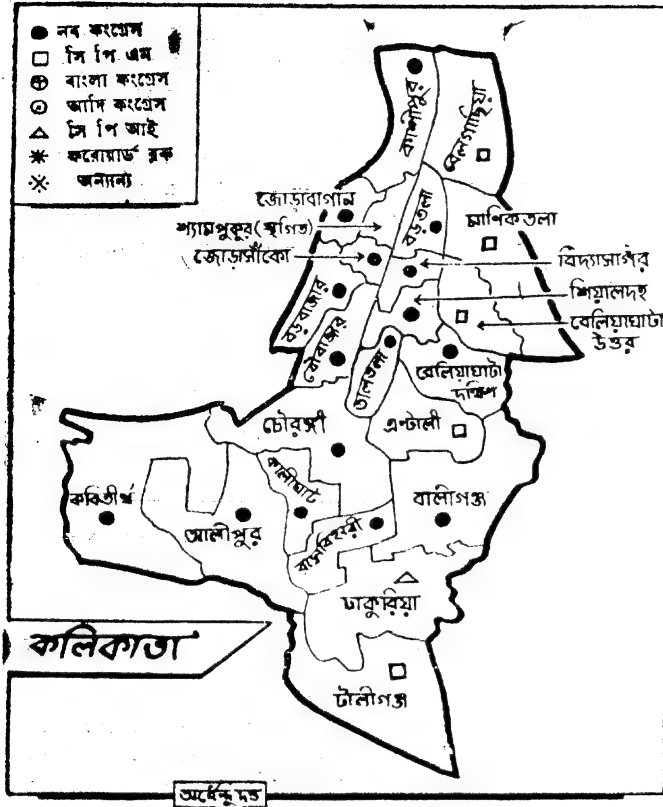 নব কংগ্রেস
সি পি এম
বাংলা কংগ্রেস
আদি কংগ্রেস
সি পি আই
ফরোয়ার্ড ব্লক
অন্যান্য
কাশীপুর
বেলগাছিয়া
জোড়াবাগান
শ্যামপুকুর (স্থগিত)
বড়তলা
মানিকতলা
জোড়াসাঁকো
বিদ্যাসাগর
শিয়ালদহ
বড়বাজার
বেলিয়াঘাটা
উত্তর
বৌবাজার
তালতলা
বেলিয়াঘাটা
দক্ষিণ
চৌরঙ্গী
এন্টালী
কালীঘাট
কবিতীর্থ
আলীপুর
বালীগঞ্জ
রাসবিহারী
ঢাকুরিয়া
কলিকাতা
টালীগঞ্জ
অর্ধেন্দু দত্ত